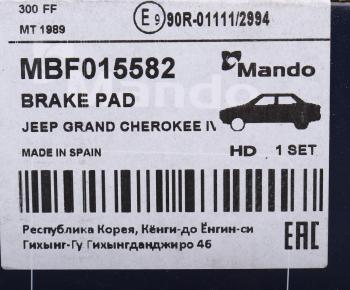 300 FF
MT 1989
E9 90R-01111/2994
MBF015582
Mando
BRAKE PAD
JEEP GRAND CHEROKEE IV
MADE IN SPAIN
HD 1 SET
Республика Корея, Кёнги-до Ёнгин-си
Гихынг-Гу Гихынгданджиро 46
EAC